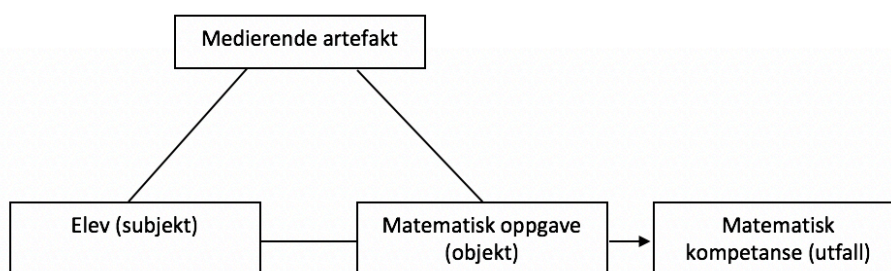 Medierende artefakt
Elev (subjekt)
Matematisk oppgave
(objekt)
Matematisk
kompetanse (utfall)